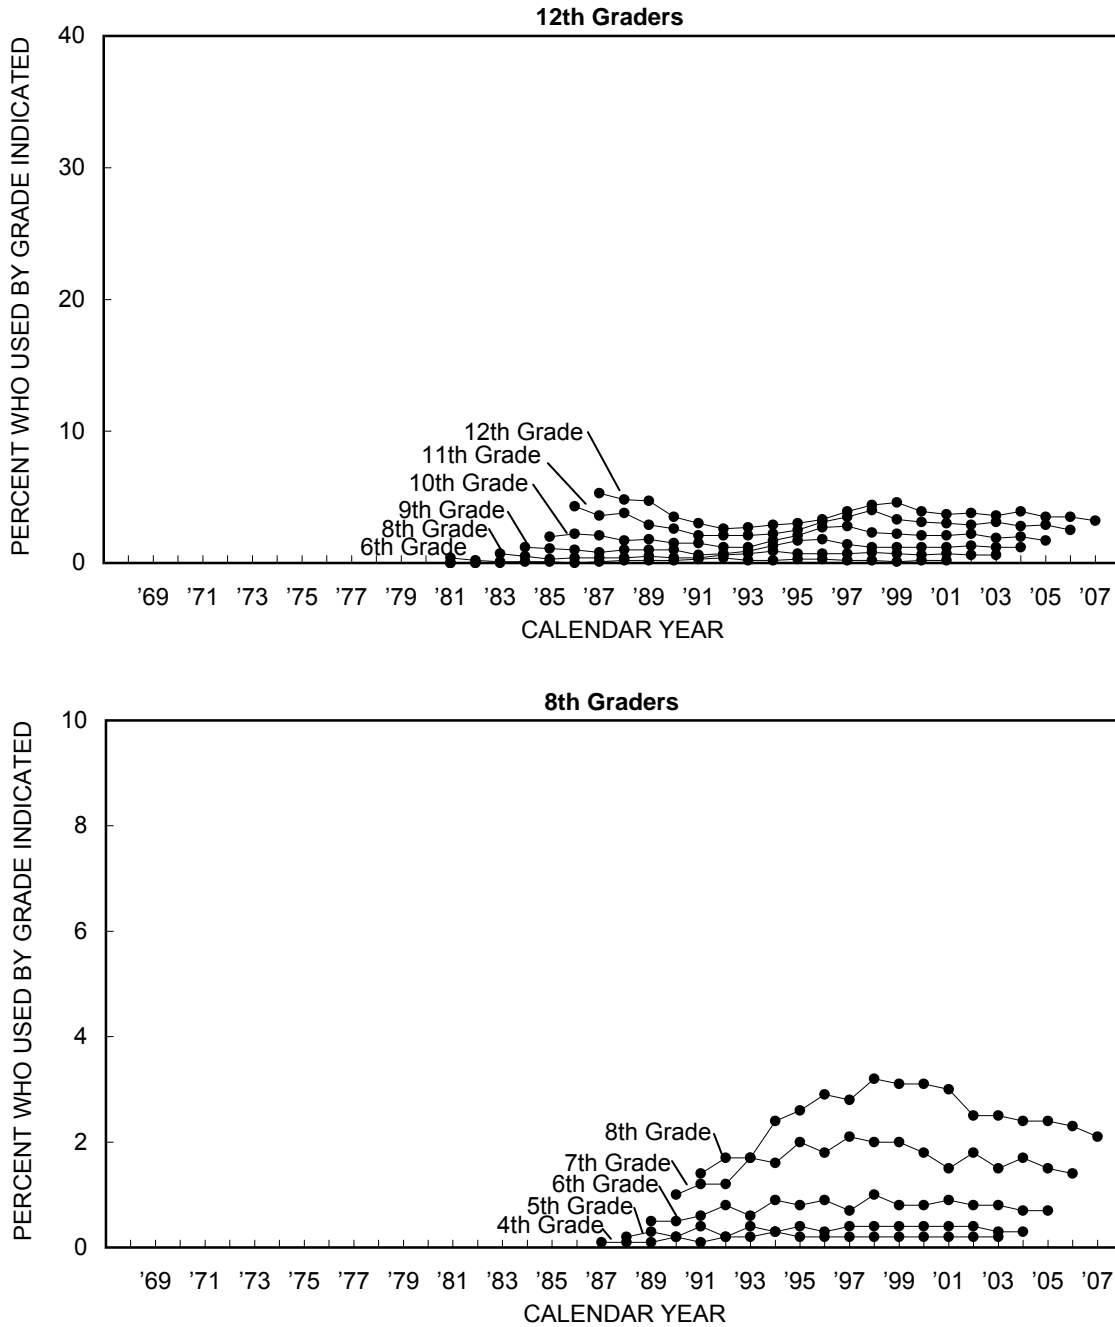 12th Graders
PERCENT WHO USED BY GRADE INDICATED
40
30
20
10
0
12th Grade
11th Grade
10th Grade
9th Grade
8th Grade
6th Grade
’69 ’71 ’73 ’75 ’77 ’79 ’81 ’83 ’85 ’87 ’89 ’91 ’93 ’95 ’97 ’99 ’01 ’03 ’05 ’07
CALENDAR YEAR
8th Graders
PERCENT WHO USED BY GRADE INDICATED
10
8
6
4
2
0
8th Grade
7th Grade
6th Grade
5th Grade
4th Grade
’69 ’71 ’73 ’75 ’77 ’79 ’81 ’83 ’85 ’87 ’89 ’91 ’93 ’95 ’97 ’99 ’01 ’03 ’05 ’07
CALENDAR YEAR